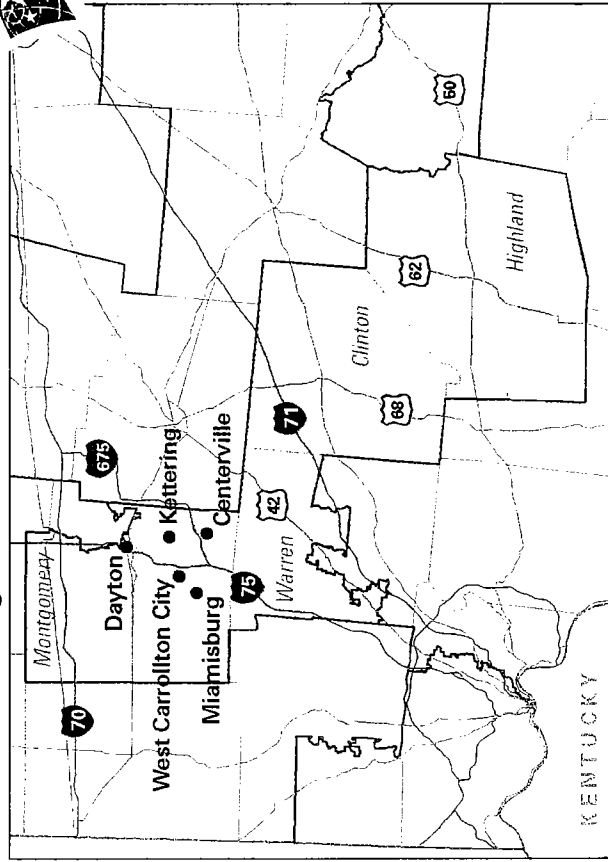 Montgomery
70
675
Dayton
Kettering
West Carrollton City
Centerville
Miamisburg
75
42
71
Warren
Clinton
68
62
50
Highland
KENTUCKY